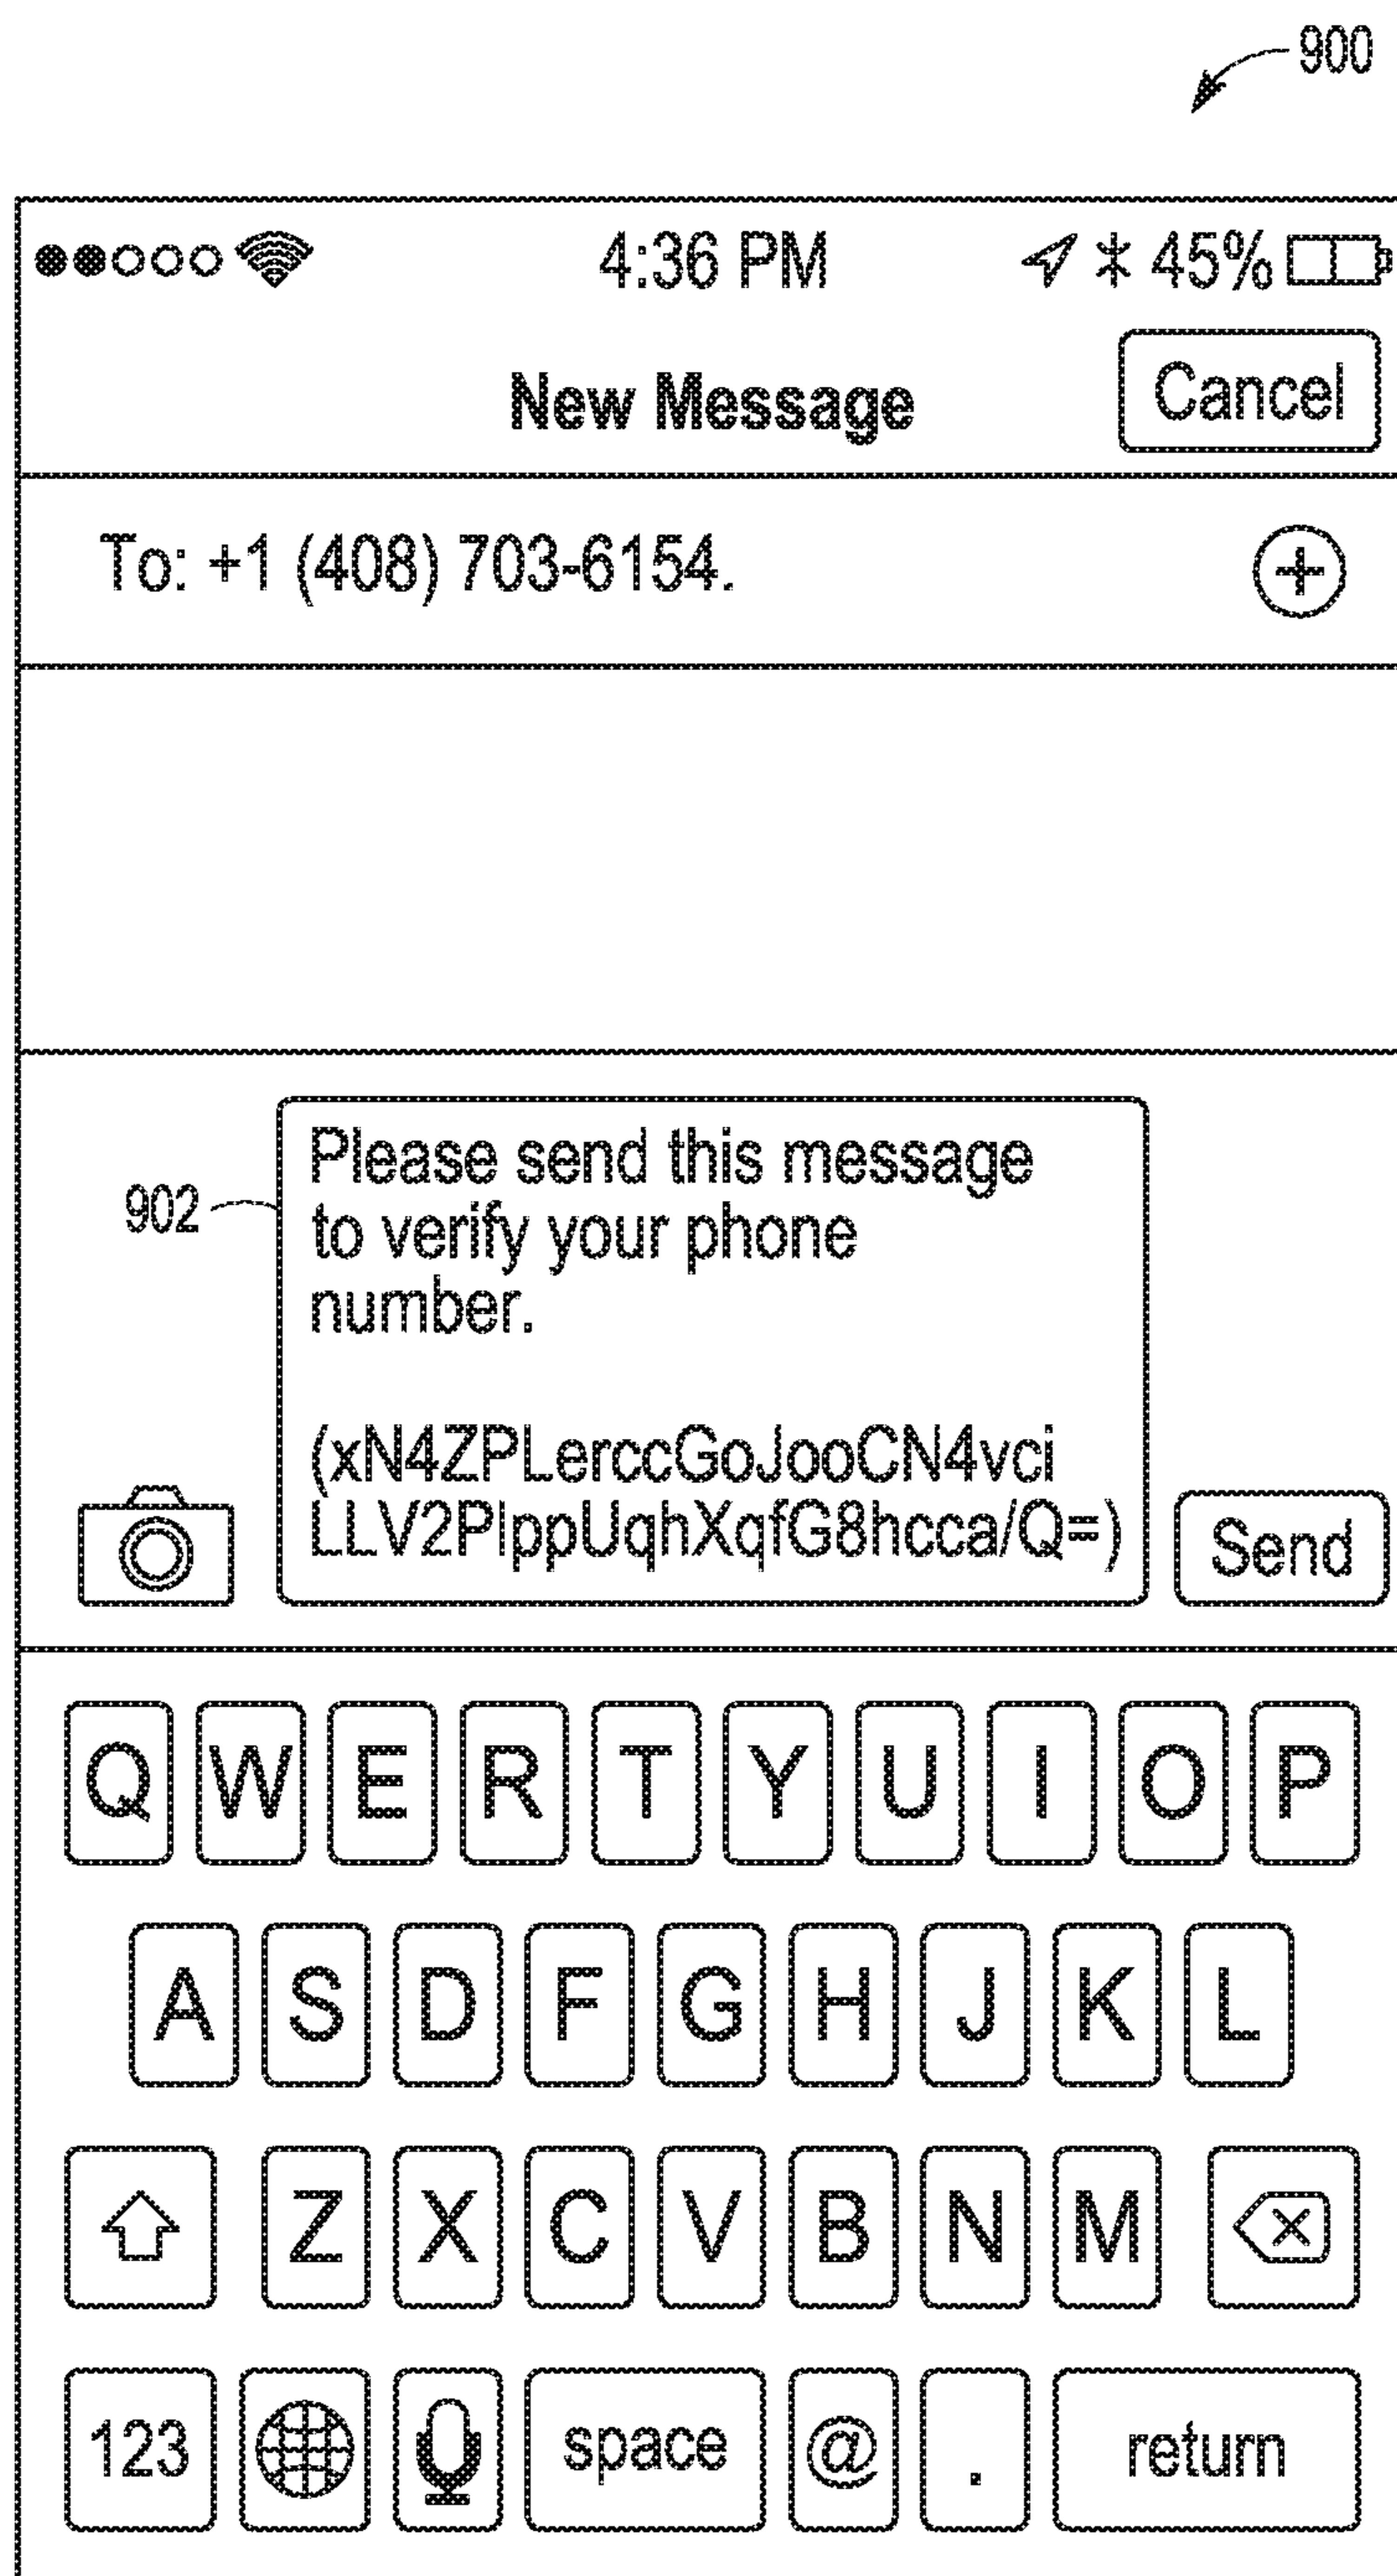 900
4:36 PM 45%
New Message Cancel
To: +1 (408) 703-6154.
902
Please send this message
to verify your phone
number.
(xN4ZPLerccGoJooCN4vci
LLV2PlppUqhXqfG8hcca/Q=)
Send
Q W E R T Y U I O P
A S D F G H J K L
Z X C V B N M
123 space @ . return